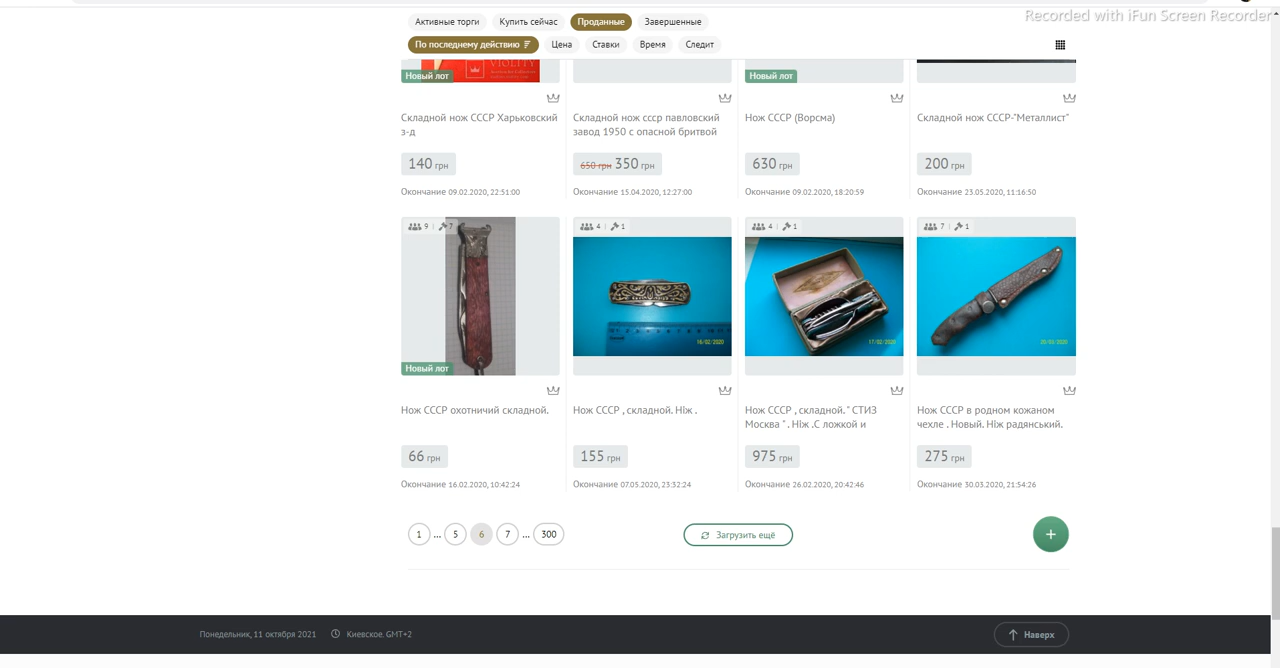 Recorded with iFun Screen Recorder
Активные торги Купить сейчас Проданные Завершенные
По последнему действию Цена Ставки Время Следит
VIOLITY
Новый лот Новый лот
Складной нож СССР Харьковский з-д
Складной нож ссср павловский завод 1950 с опасной бритвой
Нож СССР (Ворсма)
Складной нож СССР-"Металлист"
140 грн 650 грн 350 грн 630 грн 200 грн
Окончание 09.02.2020, 22:51:00 Окончание 15.04.2020, 12:27:00 Окончание 09.02.2020, 18:20:59 Окончание 23.05.2020, 11:16:50
9 | 7 4 | 1 4 | 1 7 | 1
16/02/2020 17/02/2020
Новый лот
Нож СССР охотничий складной.
Нож СССР , складной. Ніж .
Нож СССР , складной. " СТИЗ Москва " . Ніж .С ложкой и
Нож СССР в родном кожаном чехле . Новый. Ніж радянський.
66 грн 155 грн 975 грн 275 грн
Окончание 16.02.2020, 10:42:24 Окончание 07.05.2020, 23:32:24 Окончание 26.02.2020, 20:42:46 Окончание 30.03.2020, 21:54:26
1 ... 5 6 7 ... 300 Загрузить ещё +
Понедельник, 11 октября 2021 Киевское. GMT+2 Наверх